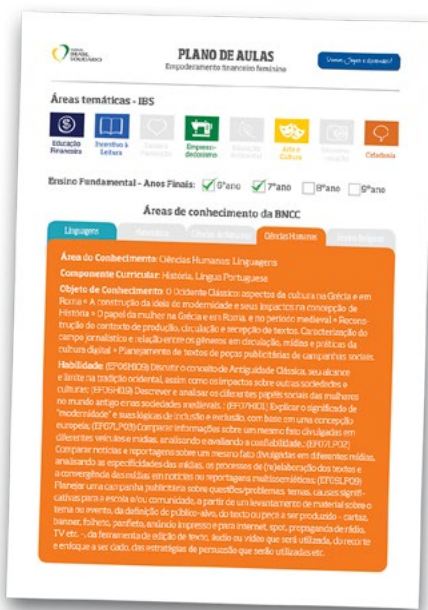 BRASIL
SOLIDÁRIO
PLANO DE AULAS
Empoderamento financeiro feminino
Vamos Jogar e Aprender!
Áreas temáticas - IBS
Educação Financeira
Incentivo à Leitura
Empreen-dedorismo
Arte e Cultura
Cidadania
Ensino Fundamental - Anos Finais: 6ºano 7ºano 8ºano 9ºano
Áreas de conhecimento da BNCC
Linguagens Matemática Ciências da Natureza Ciências Humanas Ensino Religioso
Área do Conhecimento: Ciências Humanas; Linguagens
Componente Curricular: História, Língua Portuguesa
Objeto de Conhecimento: O Ocidente Clássico: aspectos da cultura na Grécia e em
Roma • A construção da ideia de modernidade e seus impactos na concepção de
História • O papel da mulher na Grécia e em Roma, e no período medieval • Recons-
trução do contexto de produção, circulação e recepção de textos. Caracterização do
campo jornalístico e relação entre os gêneros em circulação, mídias e práticas da
cultura digital • Planejamento de textos de peças publicitárias de campanhas sociais.
Habilidade: (EF06HI09) Discutir o conceito de Antiguidade Clássica, seu alcance
e limite na tradição ocidental, assim como os impactos sobre outras sociedades e
culturas; (EF06HI19) Descrever e analisar os diferentes papéis sociais das mulheres
no mundo antigo e nas sociedades medievais.; (EF07HI01) Explicar o significado de
"modernidade" e suas lógicas de inclusão e exclusão, com base em uma concepção
europeia. (EF67LP03) Comparar informações sobre um mesmo fato divulgadas em
diferentes veículos e mídias, analisando e avaliando a confiabilidade.; (EF07LP02)
Comparar notícias e reportagens sobre um mesmo fato divulgadas em diferentes mídias,
analisando as especificidades das mídias, os processos de (re)elaboração dos textos e
a convergência das mídias em notícias ou reportagens multissemióticas; (EF69LP09)
Planejar uma campanha publicitária sobre questões/problemas, temas, causas signifi-
cativas para a escola e/ou comunidade, a partir de um levantamento de material sobre o
tema ou evento, da definição do público-alvo, do texto ou peça a ser produzido - cartaz,
banner, folheto, panfleto, anúncio impresso e para internet, spot, propaganda de rádio,
TV etc. -, da ferramenta de edição de texto, áudio ou vídeo que será utilizada, do recorte
e enfoque a ser dado, das estratégias de persuasão que serão utilizadas etc.